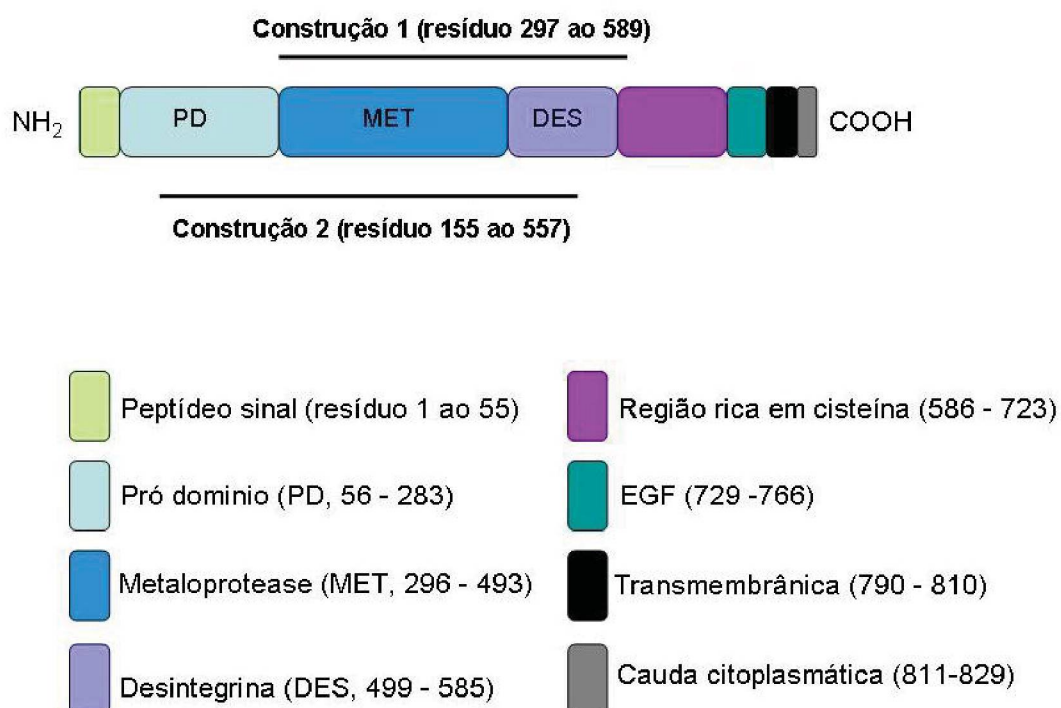 Construção 1 (resíduo 297 ao 589)
NH2 PD MET DES COOH
Construção 2 (resíduo 155 ao 557)
Peptídeo sinal (resíduo 1 ao 55)
Região rica em cisteína (586 - 723)
Pró dominio (PD, 56 - 283)
EGF (729 -766)
Metaloprotease (MET, 296 - 493)
Transmembrânica (790 - 810)
Desintegrina (DES, 499 - 585)
Cauda citoplasmática (811-829)